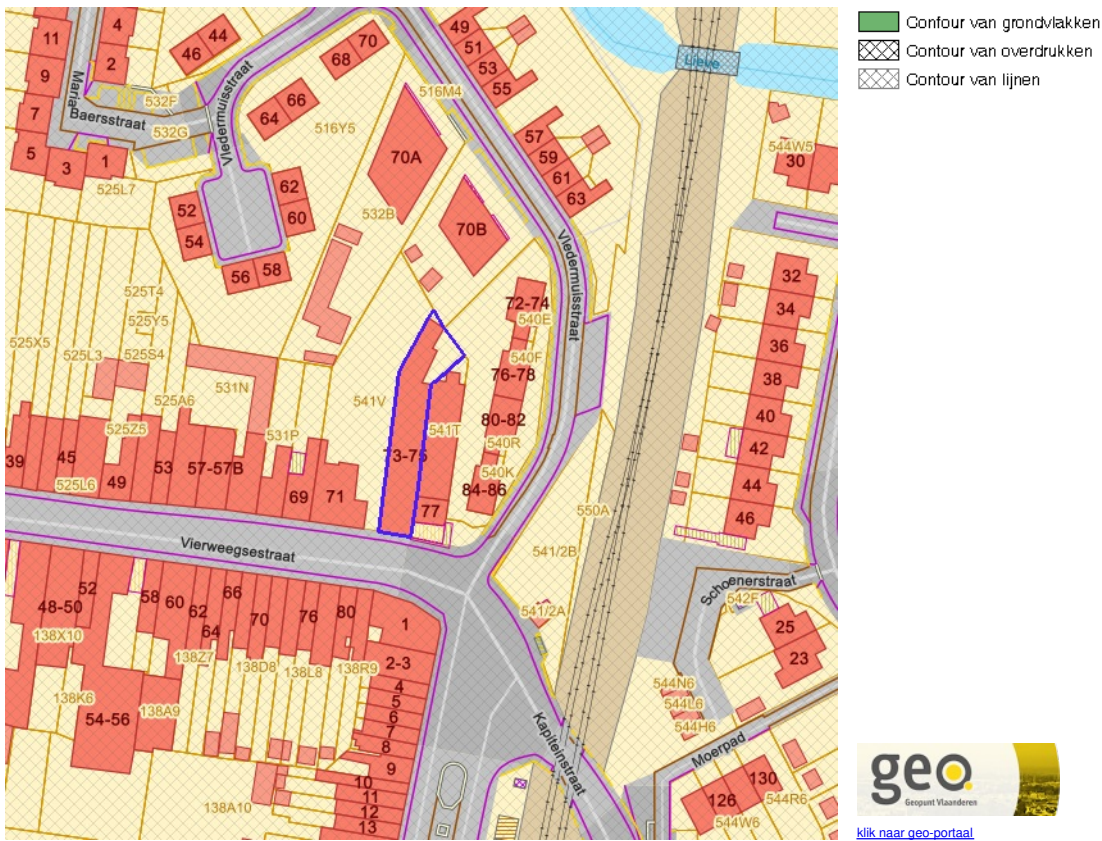 Contour van grondvlakken
Contour van overdrukken
Contour van lijnen
11
4
46
44
68
70
49
51
53
55
Lieve
9
2
Maria
Baersstraat
532F
532G
Vledermuisstraat
64
66
516Y5
516M4
70A
57
59
61
63
544W5
30
7
5
3
1
525L7
52
54
62
60
56
58
532B
70B
Vledermuisstraat
32
34
36
38
40
42
44
46
525T4
525Y5
525S4
525X5
525L3
525A6
531N
72-74
540E
540F
76-78
80-82
540R
540K
84-86
541V
541T
73-75
77
39
45
525L6
49
525Z5
53
57-57B
531P
69
71
Vierweegsestraat
550A
541/2B
541/2A
Schoenerstraat
542F
25
23
48-50
52
58
60
62
64
66
70
76
80
1
138X10
138Z7
138D8
138L8
138R9
138K6
138A9
54-56
2-3
4
5
6
7
8
9
10
11
12
13
138A10
Kapiteinstraat
544N6
544L6
544H6
Moerpad
126
130
544R6
544W6
geo
Geopunt Vlaanderen
klik naar geo-portaal